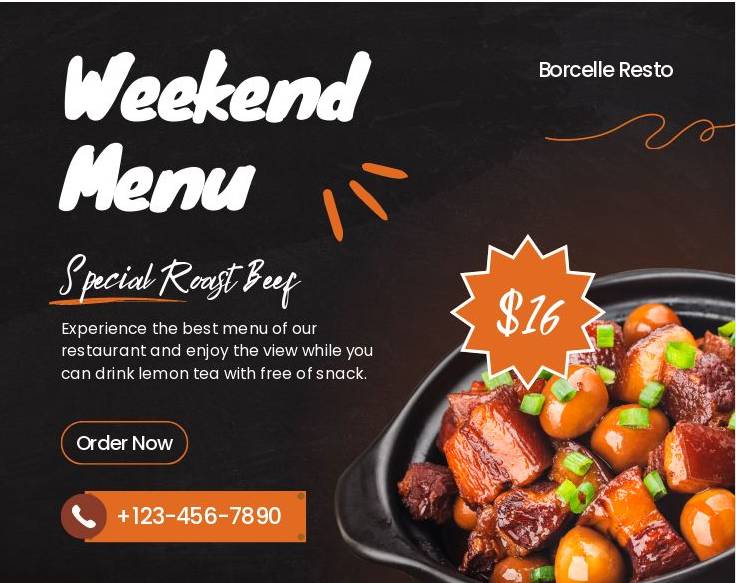 Weekend
Menu
Borcelle Resto
Special Roast Beef
$16
Experience the best menu of our
restaurant and enjoy the view while you
can drink lemon tea with free of snack.
Order Now
+123-456-7890